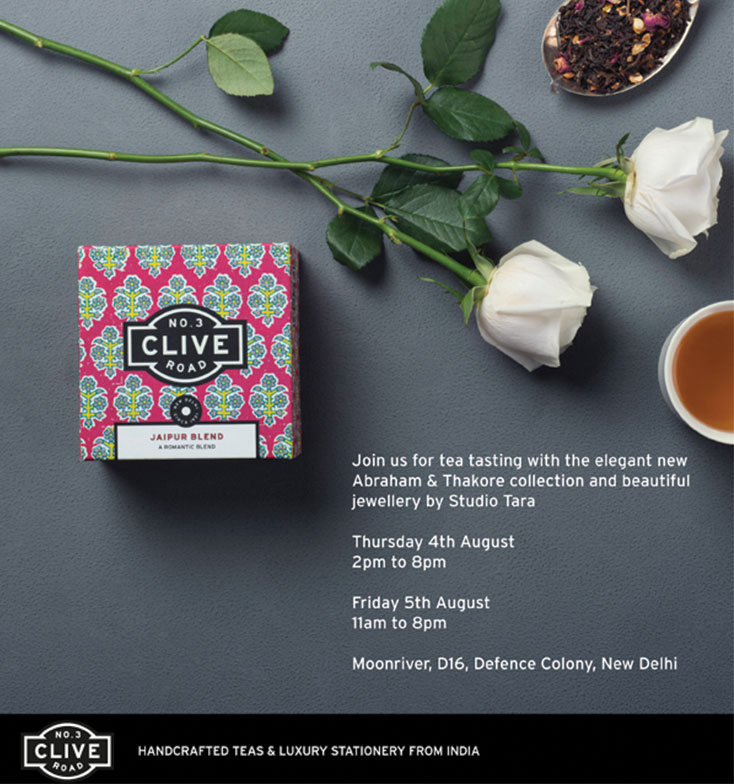 NO. 3
CLIVE
ROAD
JAIPUR BLEND
A ROMANTIC BLEND
Join us for tea tasting with the elegant new
Abraham & Thakore collection and beautiful
jewellery by Studio Tara
Thursday 4th August
2pm to 8pm
Friday 5th August
11am to 8pm
Moonriver, D16, Defence Colony, New Delhi
NO. 3
CLIVE
ROAD
HANDCRAFTED TEAS & LUXURY STATIONERY FROM INDIA